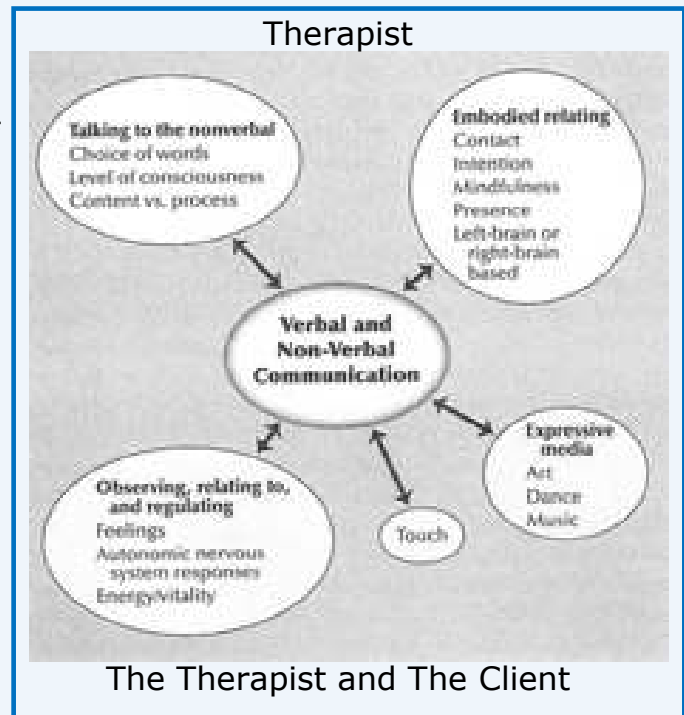 Therapist
Talking to the nonverbal
Choice of words
Level of consciousness
Content vs. process
Embodied relating
Contact
Intention
Mindfulness
Presence
Left-brain or
right-brain
based
Verbal and
Non-Verbal
Communication
Observing, relating to,
and regulating
Feelings
Autonomic nervous
system responses
Energy/vitality
Touch
Expressive
media
Art
Dance
Music
The Therapist and The Client